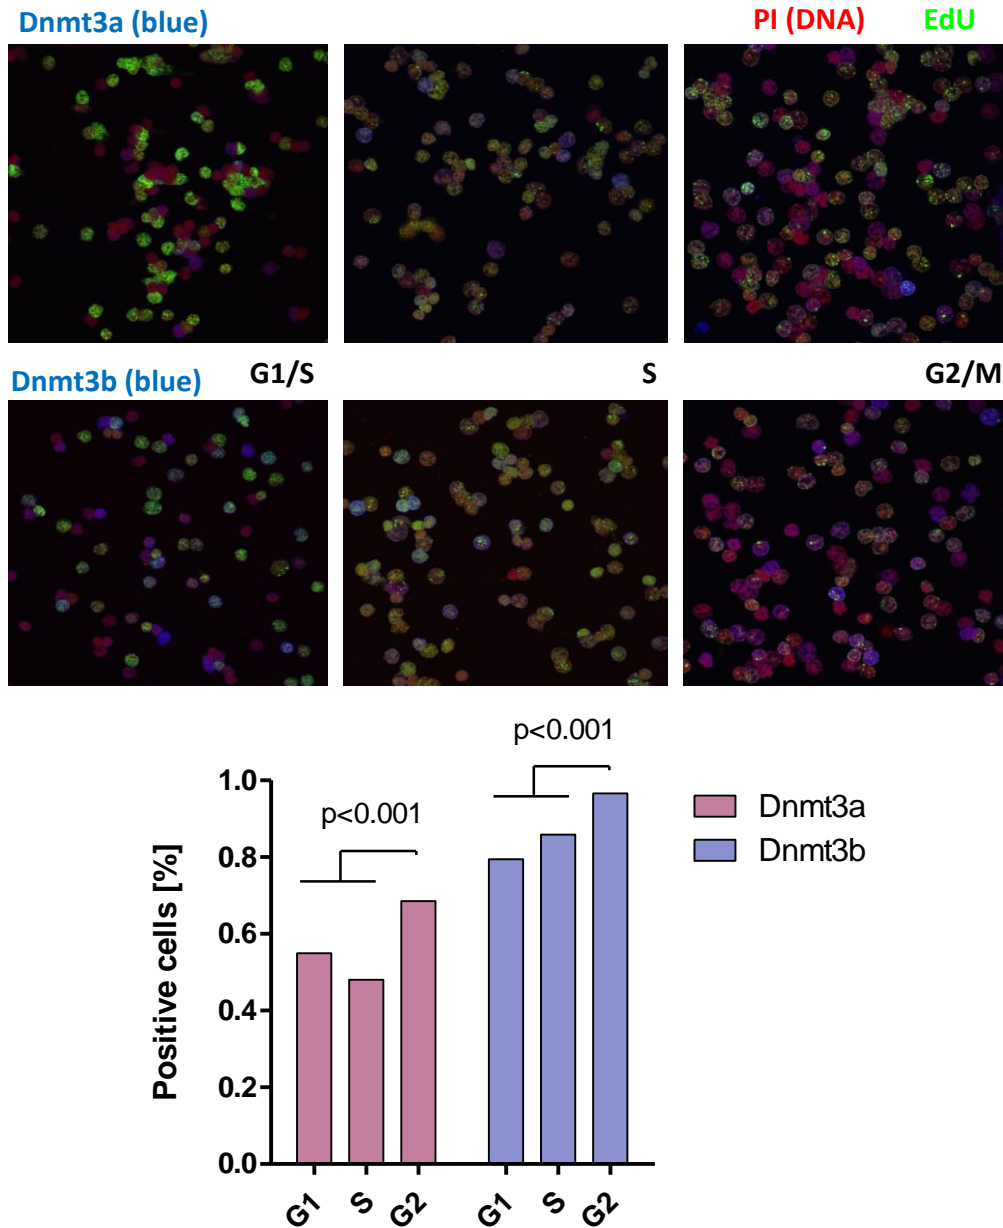 Dnmt3a (blue) PI (DNA) EdU
Dnmt3b (blue) G1/S S G2/M
p<0.001
p<0.001
Positive cells [%]
1.0
0.8
0.6
0.4
0.2
0.0
G1 S G2 G1 S G2
Dnmt3a
Dnmt3b